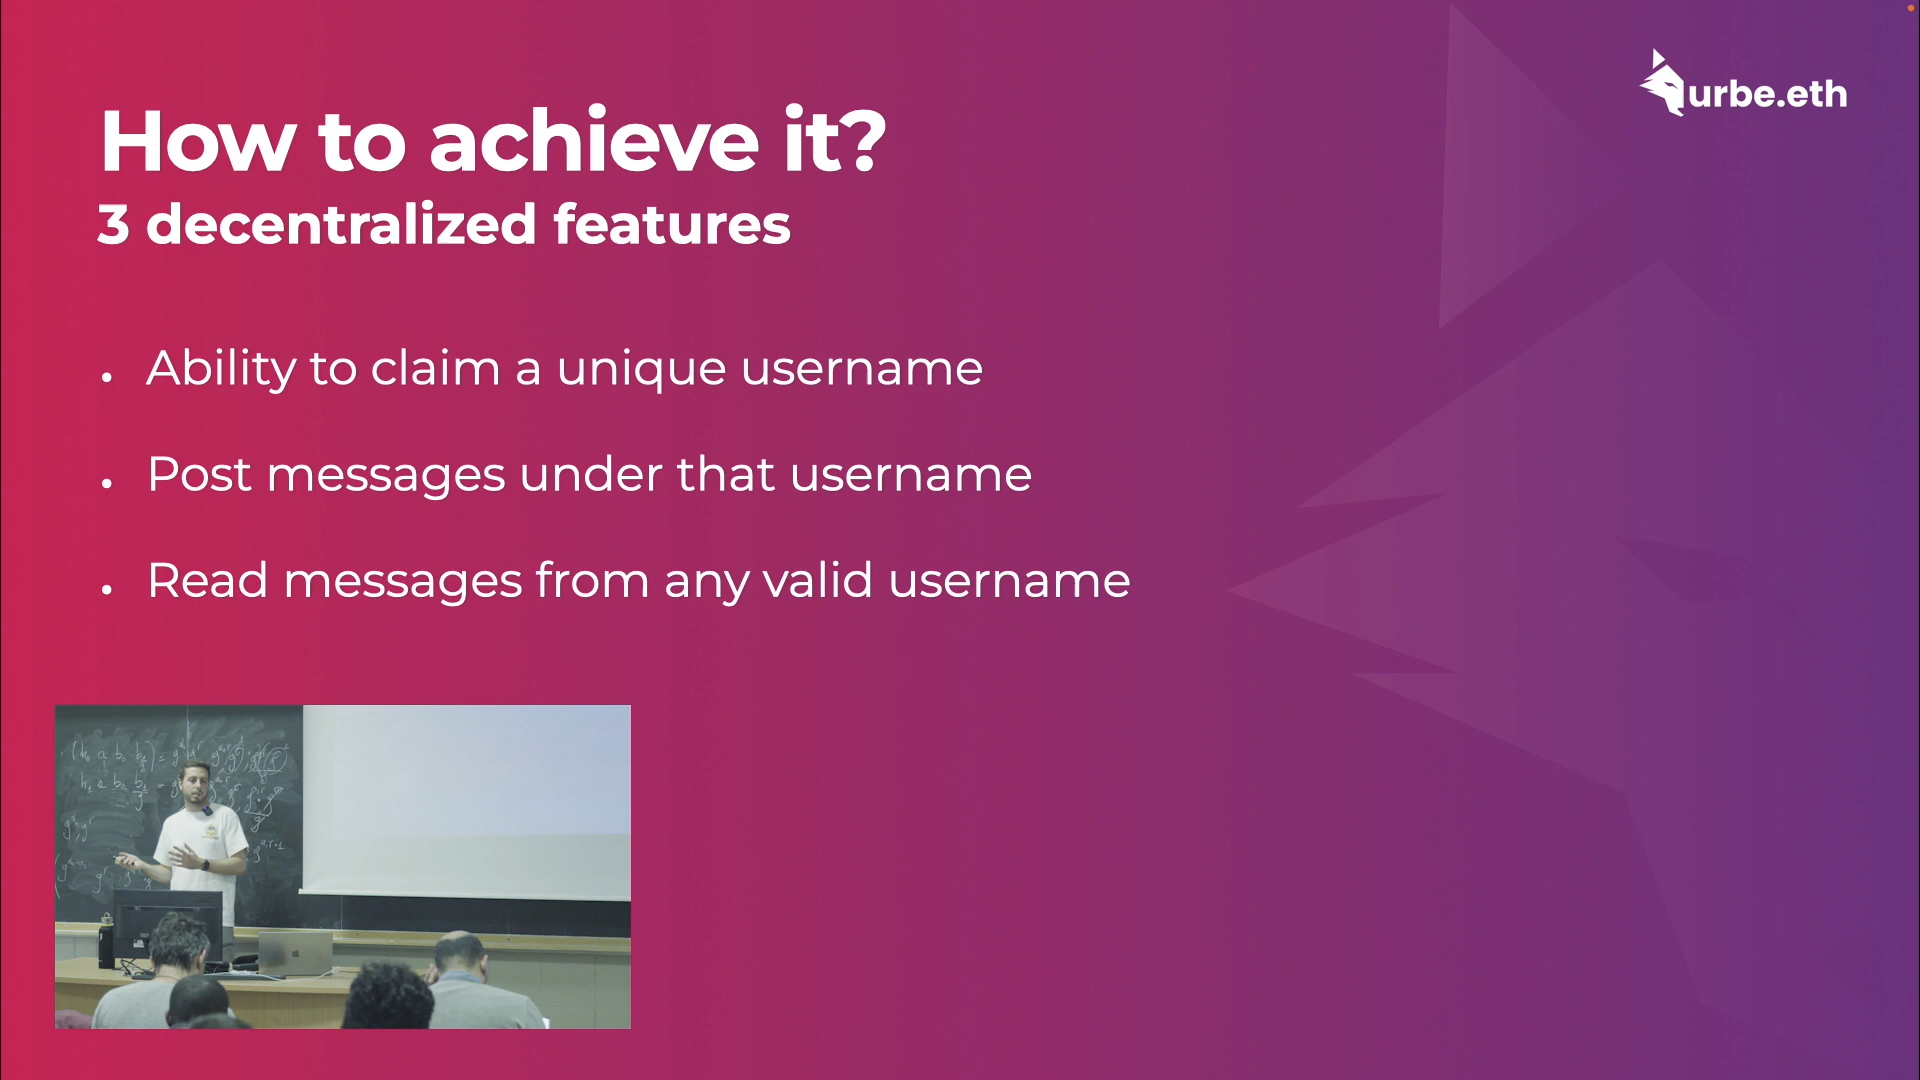 urbe.eth
How to achieve it?
3 decentralized features
. Ability to claim a unique username
. Post messages under that username
. Read messages from any valid username